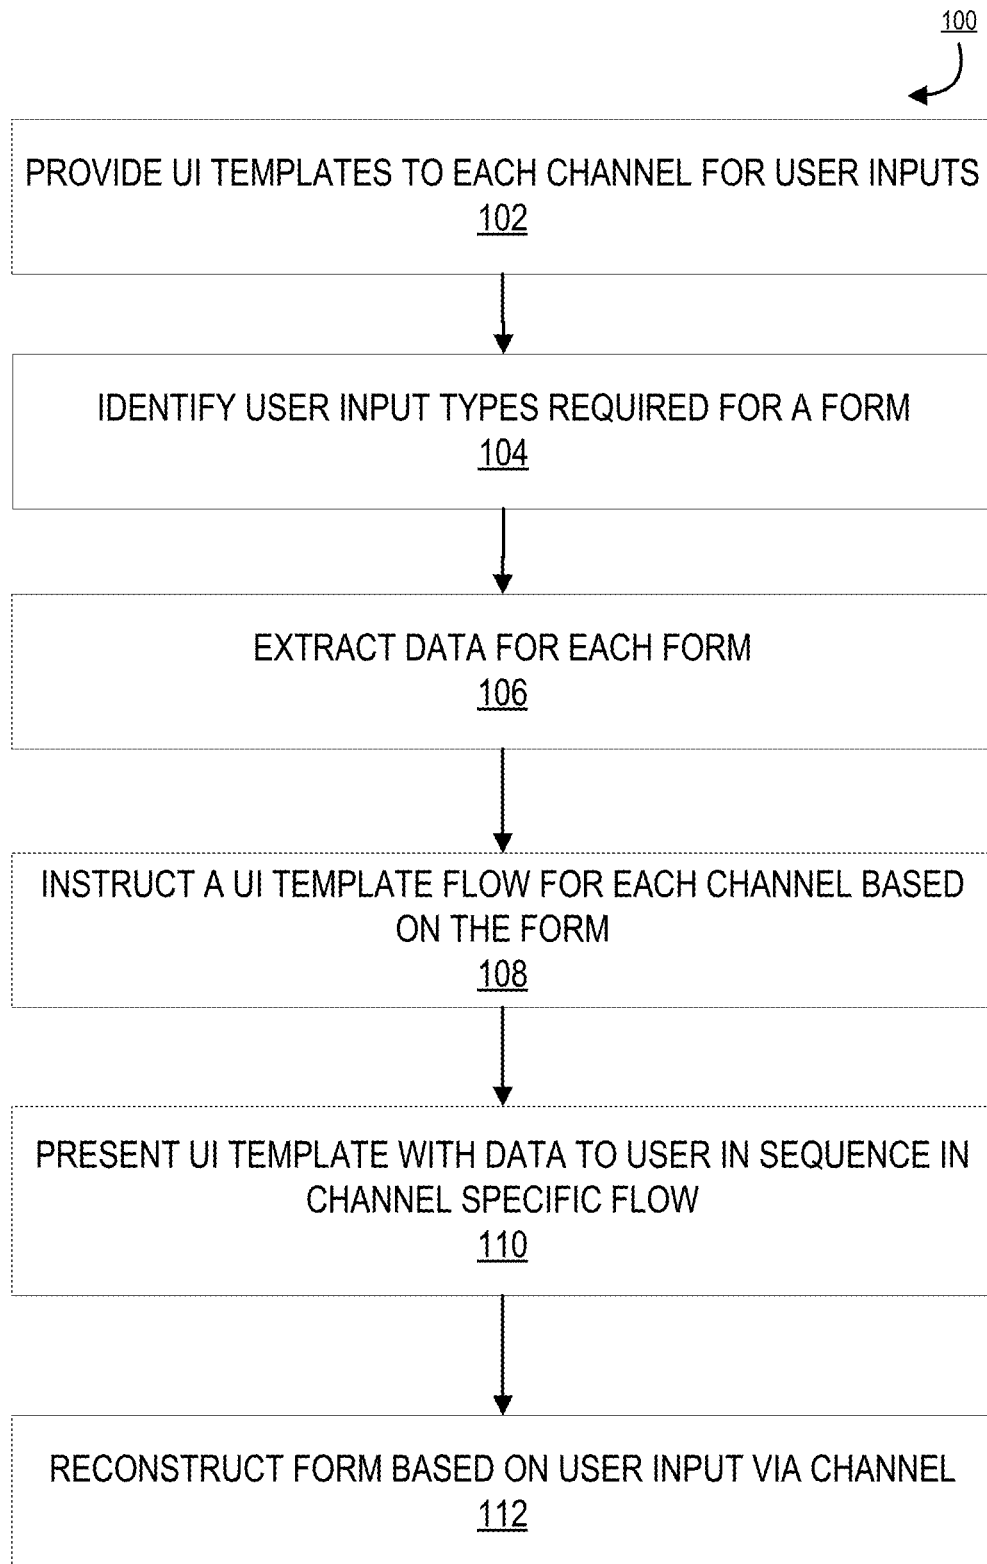 100
PROVIDE UI TEMPLATES TO EACH CHANNEL FOR USER INPUTS
102
IDENTIFY USER INPUT TYPES REQUIRED FOR A FORM
104
EXTRACT DATA FOR EACH FORM
106
INSTRUCT A UI TEMPLATE FLOW FOR EACH CHANNEL BASED
ON THE FORM
108
PRESENT UI TEMPLATE WITH DATA TO USER IN SEQUENCE IN
CHANNEL SPECIFIC FLOW
110
RECONSTRUCT FORM BASED ON USER INPUT VIA CHANNEL
112